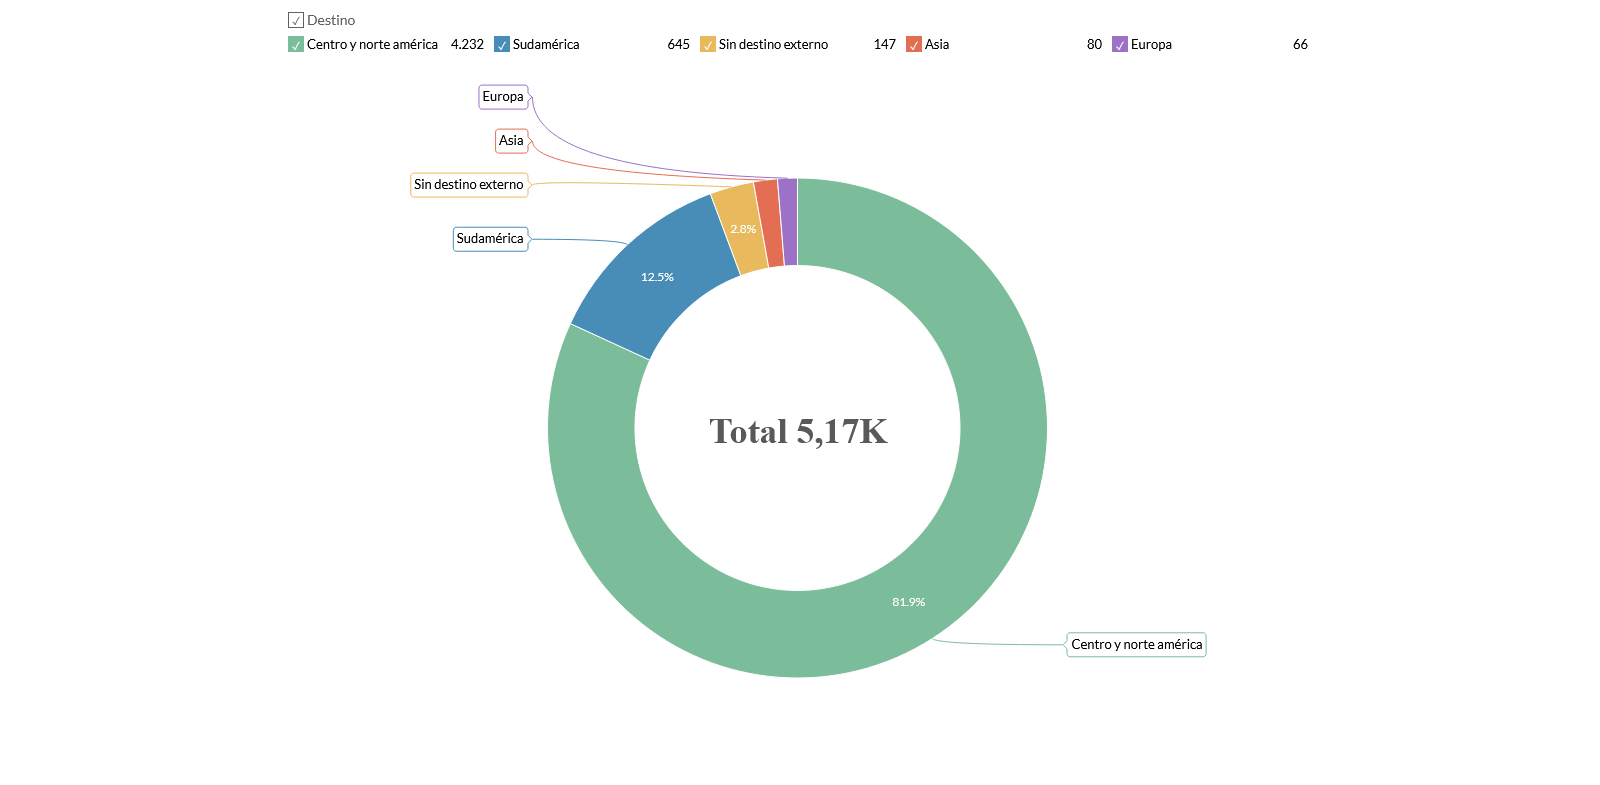 Destino
Centro y norte américa 4.232 Sudamérica 645 Sin destino externo 147 Asia 80 Europa 66
Europa
Asia
Sin destino externo
2.8%
Sudamérica
12.5%
Total 5,17K
81.9%
Centro y norte américa